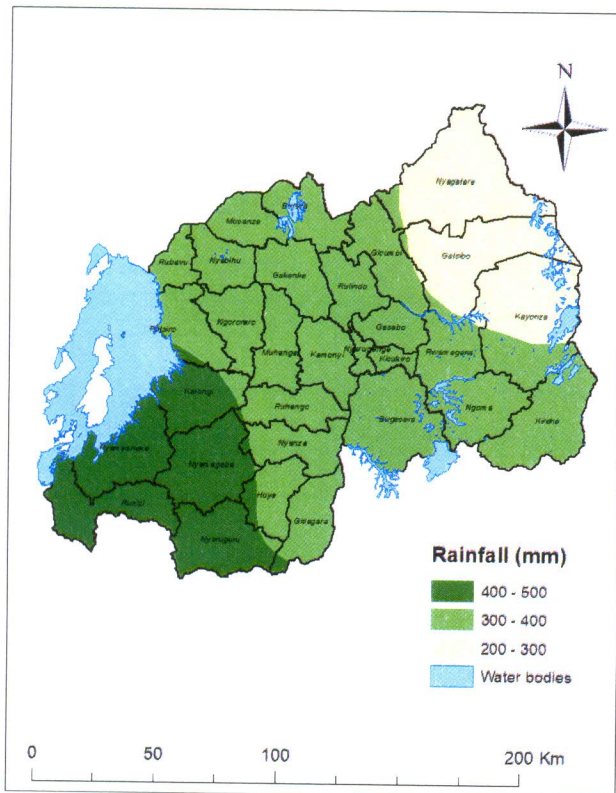 N
Nyagatare
Burera
Musanze
Gatsibo
Gicumbi
Rubavu
Nyabihu
Gakenke
Rulindo
Kayonza
Rutsiro
Ngororero
Gasabo
Muhanga
Kamonyi
Nyarugenge
Kicukiro
Rwamagana
Karongi
Ruhango
Bugesera
Ngoma
Kirehe
Nyanza
Nyamasheke
Nyamagabe
Huye
Rusizi
Gisagara
Nyaruguru
Rainfall (mm)
400 - 500
300 - 400
200 - 300
Water bodies
0 50 100 200 Km